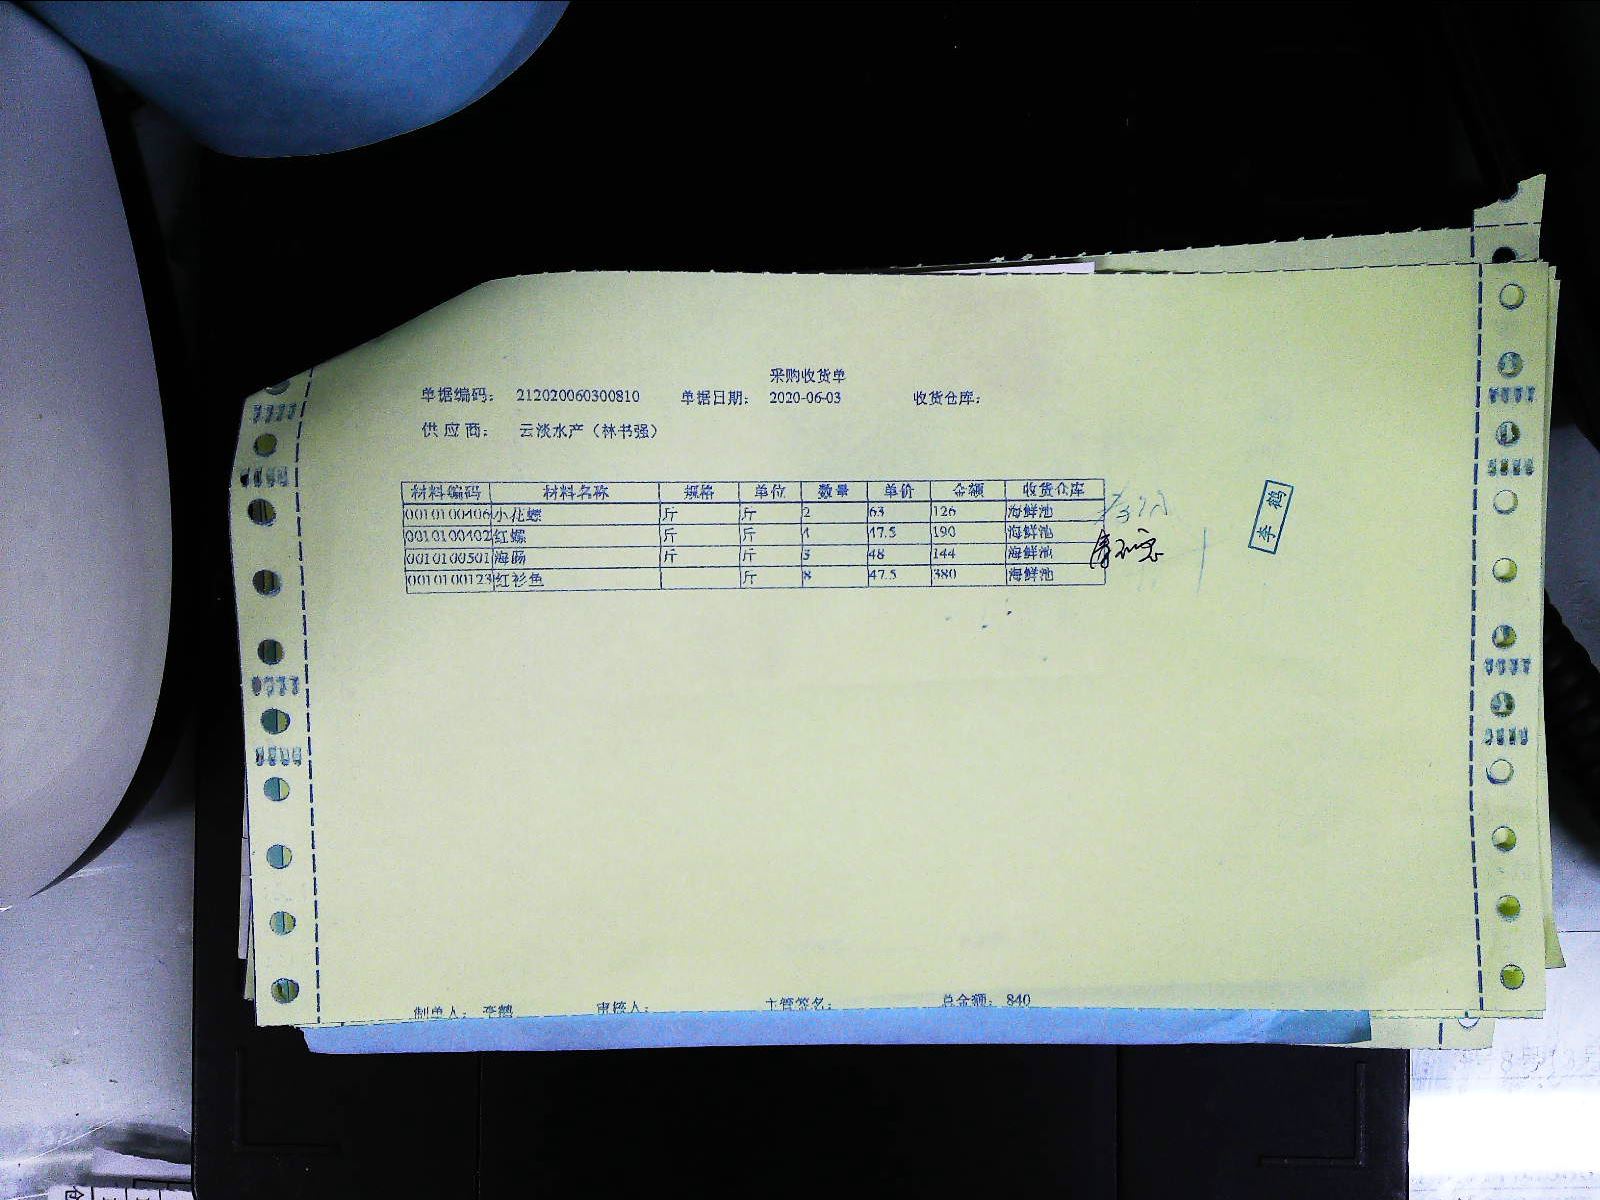 采购收货单
单据编码： 212020060300810 单据日期： 2020-06-03 收货仓库：
供 应 商： 云淡水产（林书强）
材料编码 材料名称 规格 单位 数量 单价 金额 收货仓库
0010100406 小花螺 斤 斤 2 63 126 海鲜池
0010100402 红螺 斤 斤 4 47.5 190 海鲜池
0010100501 海肠 斤 斤 3 48 144 海鲜池
0010100123 红衫鱼 斤 8 47.5 380 海鲜池
李鹤
制单人： 李鹤 审核人： 主管签名： 总金额： 840